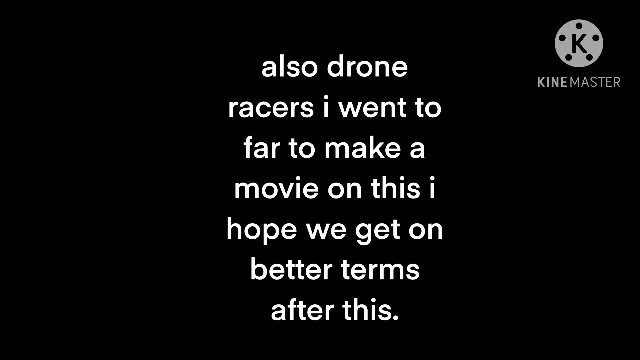 also drone
racers i went to
far to make a
movie on this i
hope we get on
better terms
after this.
K
KINEMASTER